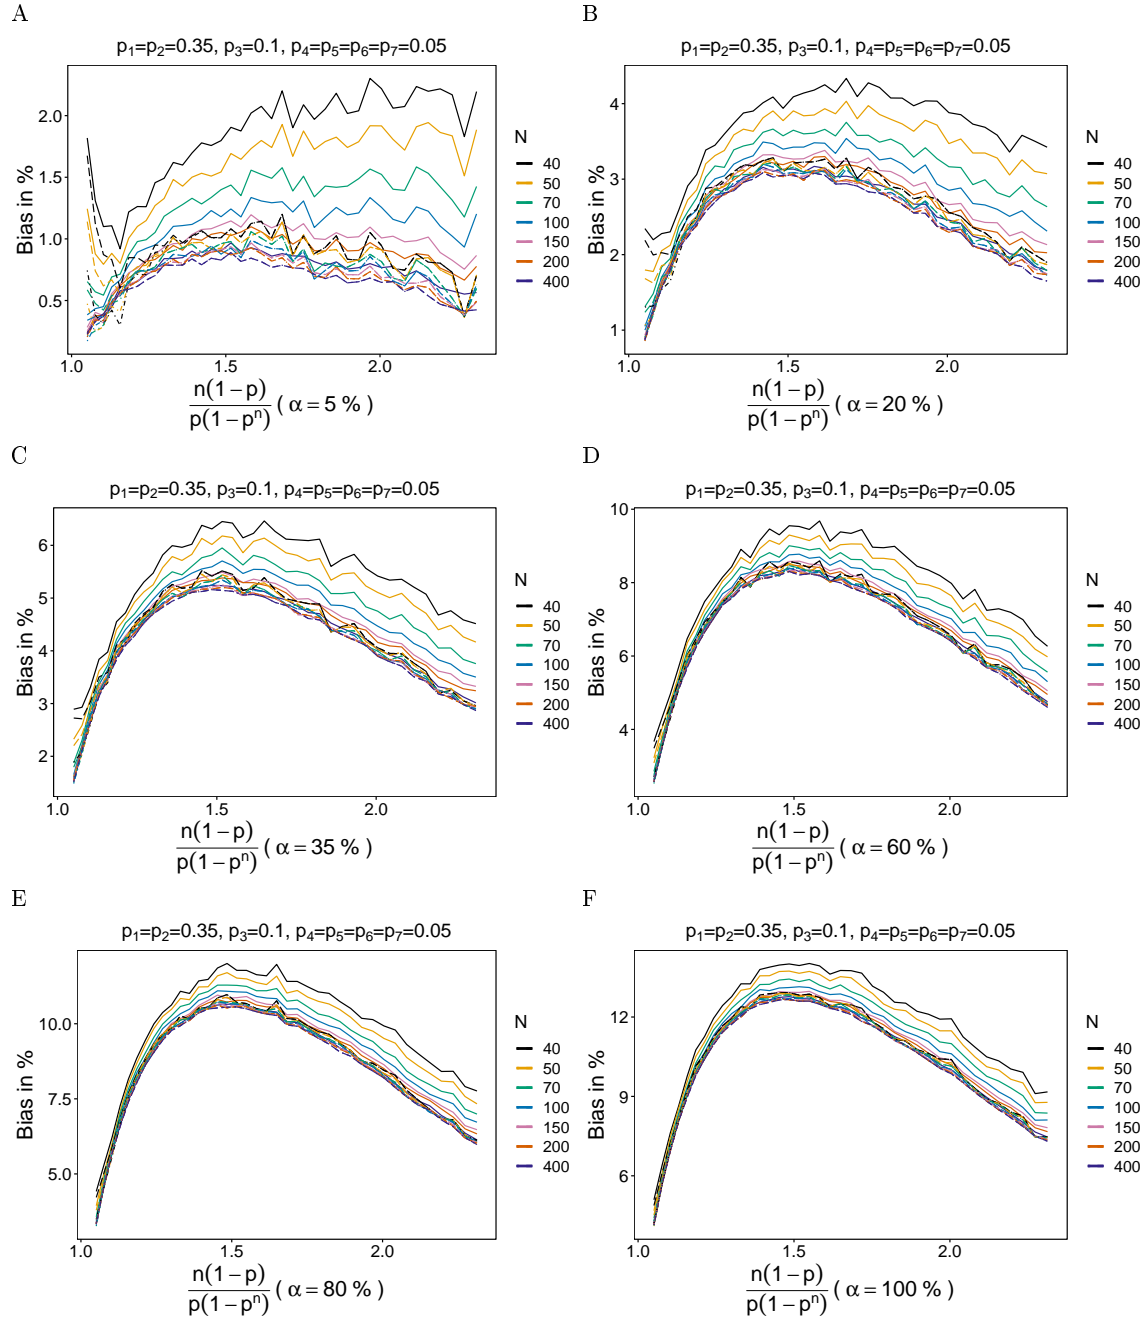 A
p1=p2=0.35, p3=0.1, p4=p5=p6=p7=0.05
Bias in %
2.0
1.5
1.0
0.5
1.0 1.5 2.0
n(1−p)
p(1−pⁿ) ( α = 5 % )
N
40
50
70
100
150
200
400
B
p1=p2=0.35, p3=0.1, p4=p5=p6=p7=0.05
Bias in %
4
3
2
1
1.0 1.5 2.0
n(1−p)
p(1−pⁿ) ( α = 20 % )
N
40
50
70
100
150
200
400
C
p1=p2=0.35, p3=0.1, p4=p5=p6=p7=0.05
Bias in %
6
5
4
3
2
1.0 1.5 2.0
n(1−p)
p(1−pⁿ) ( α = 35 % )
N
40
50
70
100
150
200
400
D
p1=p2=0.35, p3=0.1, p4=p5=p6=p7=0.05
Bias in %
10
8
6
4
1.0 1.5 2.0
n(1−p)
p(1−pⁿ) ( α = 60 % )
N
40
50
70
100
150
200
400
E
p1=p2=0.35, p3=0.1, p4=p5=p6=p7=0.05
Bias in %
10.0
7.5
5.0
1.0 1.5 2.0
n(1−p)
p(1−pⁿ) ( α = 80 % )
N
40
50
70
100
150
200
400
F
p1=p2=0.35, p3=0.1, p4=p5=p6=p7=0.05
Bias in %
12
9
6
1.0 1.5 2.0
n(1−p)
p(1−pⁿ) ( α = 100 % )
N
40
50
70
100
150
200
400